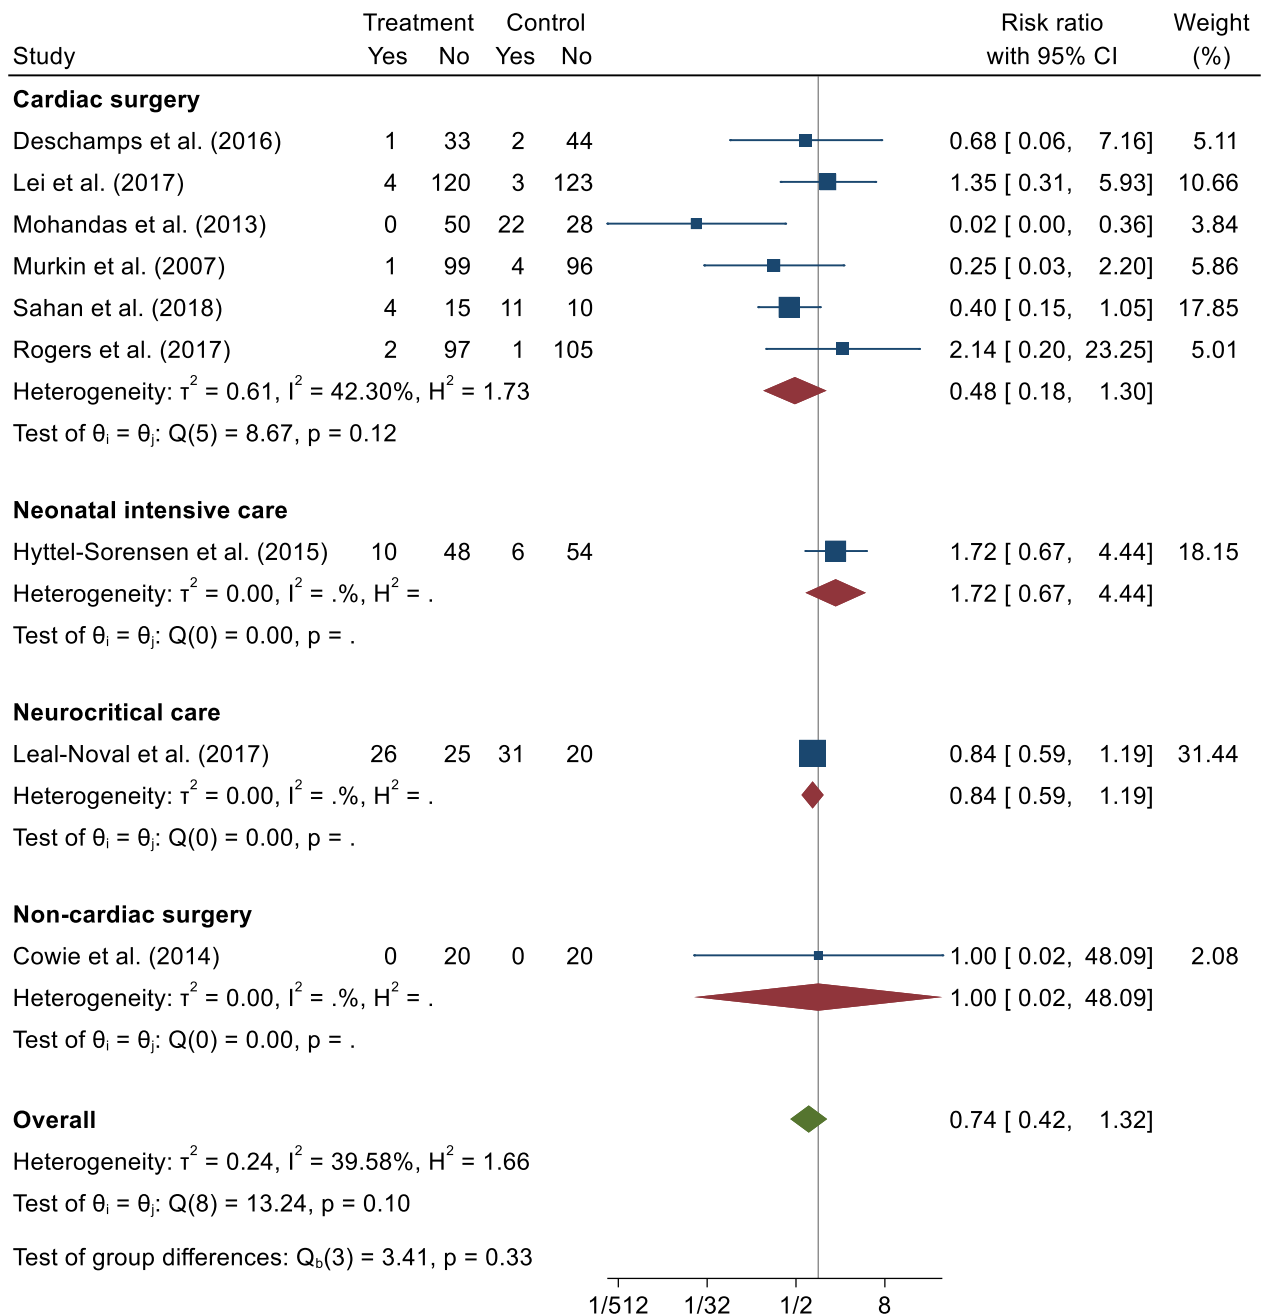 Treatment Control Risk ratio Weight
Study Yes No Yes No with 95% CI (%)
Cardiac surgery
Deschamps et al. (2016) 1 33 2 44 0.68 [ 0.06, 7.16] 5.11
Lei et al. (2017) 4 120 3 123 1.35 [ 0.31, 5.93] 10.66
Mohandas et al. (2013) 0 50 22 28 0.02 [ 0.00, 0.36] 3.84
Murkin et al. (2007) 1 99 4 96 0.25 [ 0.03, 2.20] 5.86
Sahan et al. (2018) 4 15 11 10 0.40 [ 0.15, 1.05] 17.85
Rogers et al. (2017) 2 97 1 105 2.14 [ 0.20, 23.25] 5.01
Heterogeneity: τ² = 0.61, I² = 42.30%, H² = 1.73 0.48 [ 0.18, 1.30]
Test of θᵢ = θⱼ: Q(5) = 8.67, p = 0.12
Neonatal intensive care
Hyttel-Sorensen et al. (2015) 10 48 6 54 1.72 [ 0.67, 4.44] 18.15
Heterogeneity: τ² = 0.00, I² = .%, H² = . 1.72 [ 0.67, 4.44]
Test of θᵢ = θⱼ: Q(0) = 0.00, p = .
Neurocritical care
Leal-Noval et al. (2017) 26 25 31 20 0.84 [ 0.59, 1.19] 31.44
Heterogeneity: τ² = 0.00, I² = .%, H² = . 0.84 [ 0.59, 1.19]
Test of θᵢ = θⱼ: Q(0) = 0.00, p = .
Non-cardiac surgery
Cowie et al. (2014) 0 20 0 20 1.00 [ 0.02, 48.09] 2.08
Heterogeneity: τ² = 0.00, I² = .%, H² = . 1.00 [ 0.02, 48.09]
Test of θᵢ = θⱼ: Q(0) = 0.00, p = .
Overall 0.74 [ 0.42, 1.32]
Heterogeneity: τ² = 0.24, I² = 39.58%, H² = 1.66
Test of θᵢ = θⱼ: Q(8) = 13.24, p = 0.10
Test of group differences: Q_b(3) = 3.41, p = 0.33
1/512 1/32 1/2 8